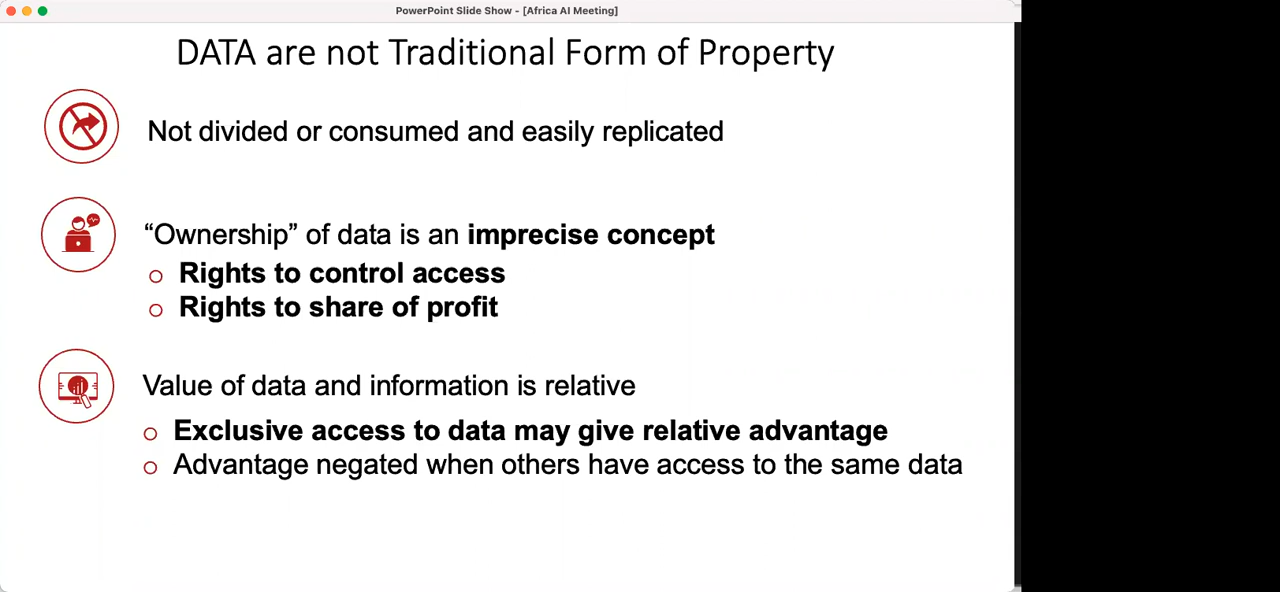 PowerPoint Slide Show - [Africa AI Meeting]
DATA are not Traditional Form of Property
Not divided or consumed and easily replicated
“Ownership” of data is an imprecise concept
Rights to control access
Rights to share of profit
Value of data and information is relative
Exclusive access to data may give relative advantage
Advantage negated when others have access to the same data